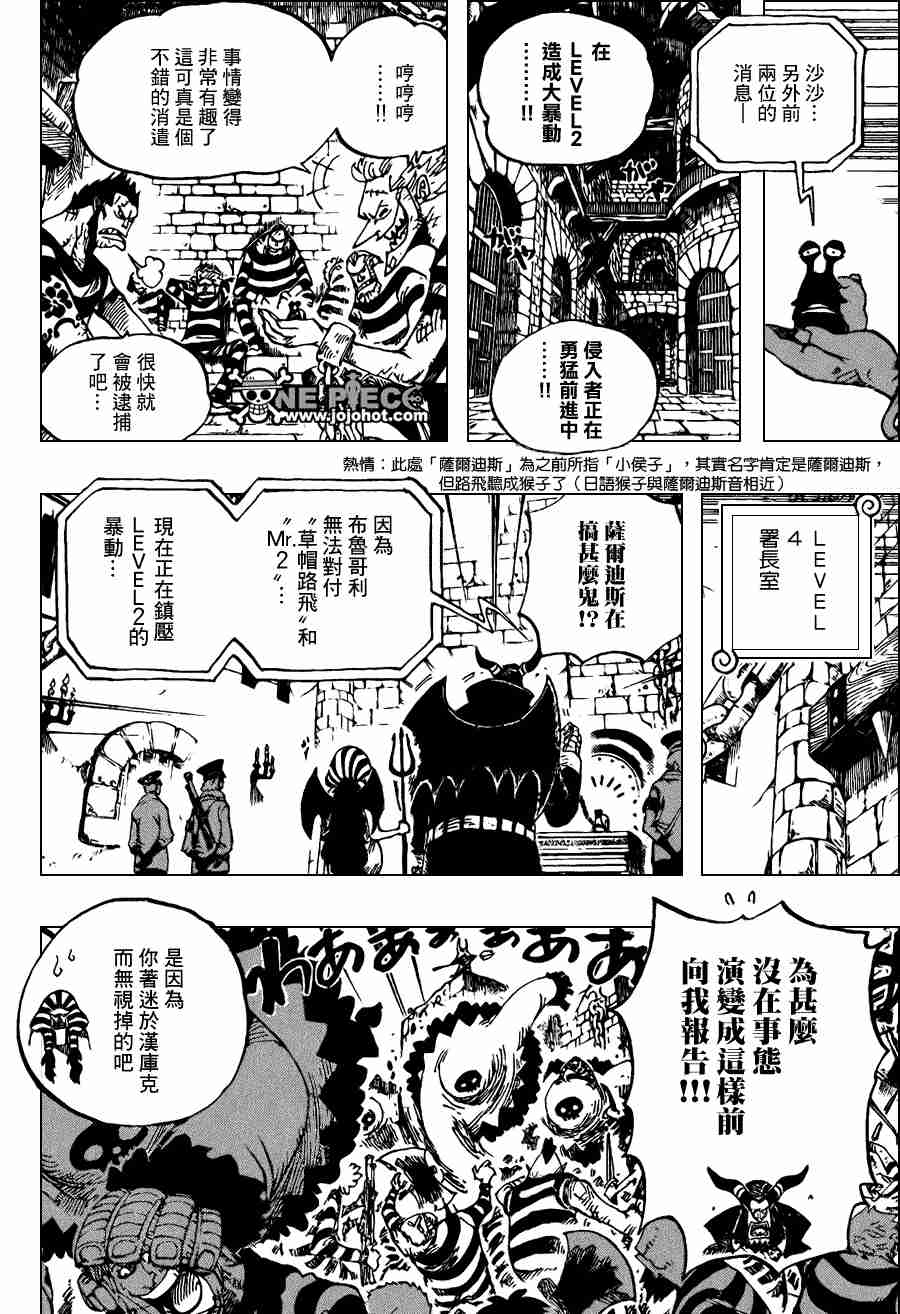 沙沙…
另外前
兩位的
消息—
在
LEVEL2
造成大暴動
………!!
侵入者正在
勇猛前進中
……!!
ガガ
哼哼哼
……!!
事情變得
非常有趣了
這可真是個
不錯的消遣
很快就
會被逮捕
了吧…
ONE PIECE
www.jojohot.com
熱情：此處「薩爾迪斯」為之前所指「小侯子」，其實名字肯定是薩爾迪斯，
但路飛聽成猴子了（日語猴子與薩爾迪斯音相近）
LEVEL
4
署長室
薩爾迪斯在
搞甚麼鬼!?
因為
布魯哥利
無法對付
〝草帽路飛〞和
〝Mr.2〞…
現在正在鎮壓
LEVEL2的
暴動…
為甚麼
沒在事態
演變成這樣前
向我報告!!!
わああああ
是因為
你著迷於漢庫克
而無視掉的吧